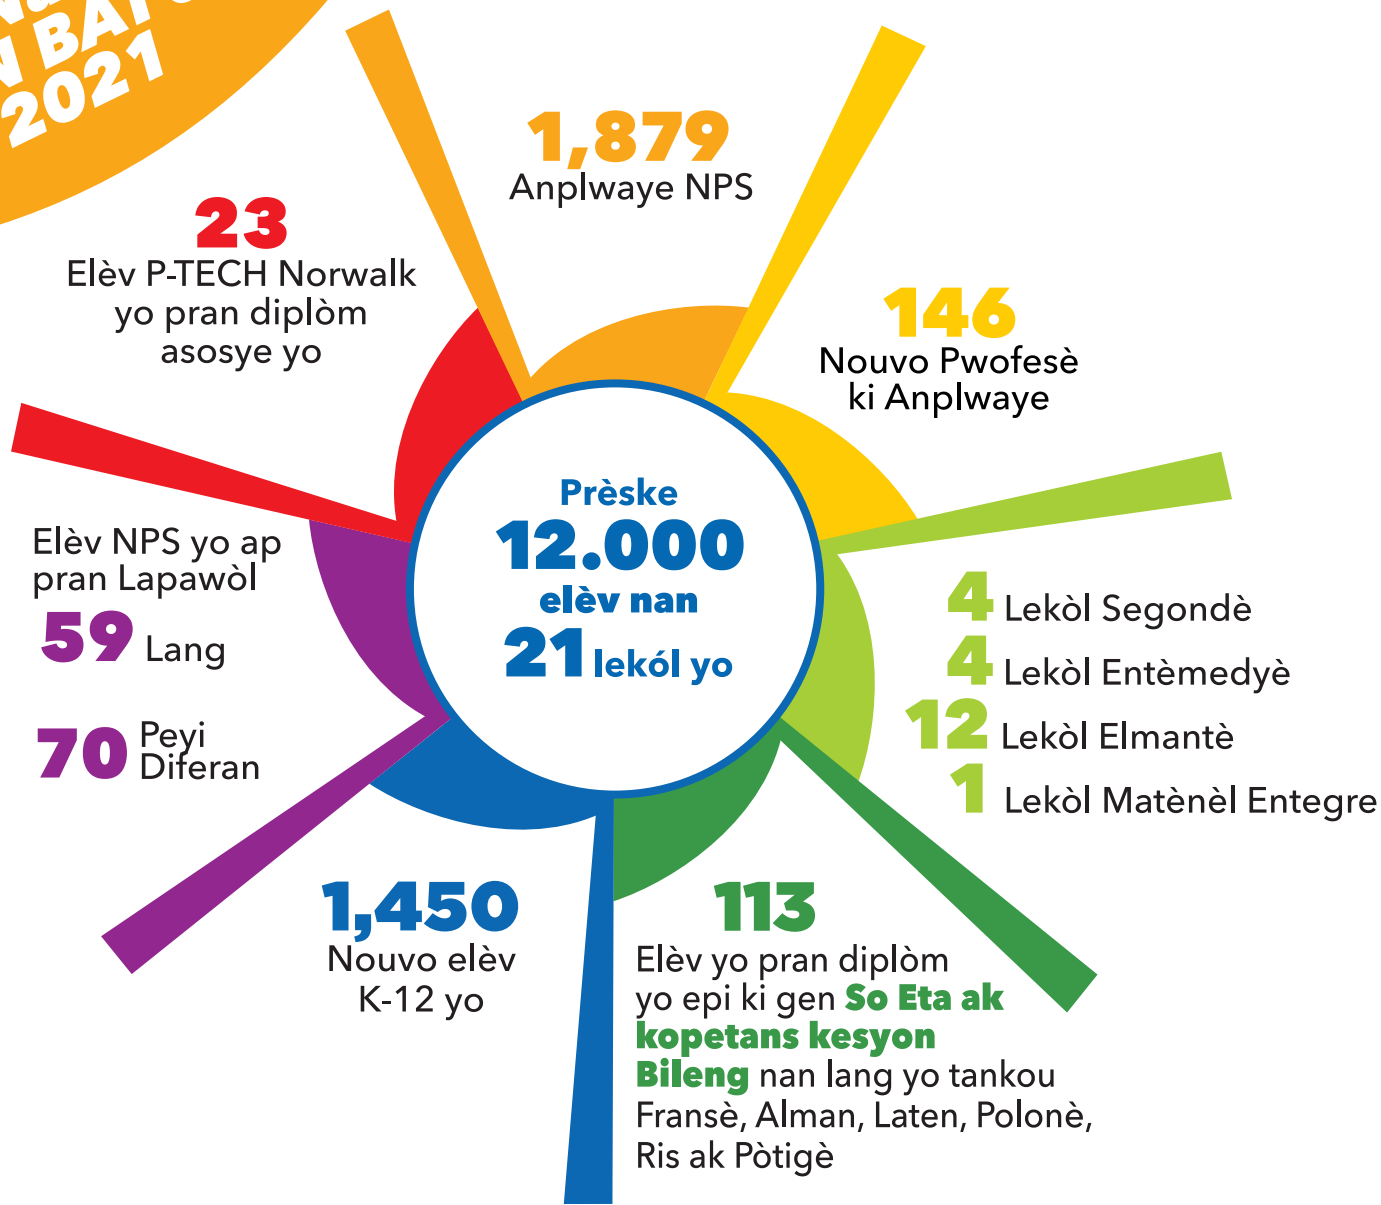 2021
1,879
Anplwaye NPS
23
Elèv P-TECH Norwalk
yo pran diplòm
asosye yo
146
Nouvo Pwofesè
ki Anplwaye
Prèske
12.000
elèv nan
21 lekól yo
Elèv NPS yo ap
pran Lapawòl
59 Lang
70 Peyi
Diferan
4 Lekòl Segondè
4 Lekòl Entèmedyè
12 Lekòl Elmantè
1 Lekòl Matènèl Entegre
1,450
Nouvo elèv
K-12 yo
113
Elèv yo pran diplòm
yo epi ki gen So Eta ak
kopetans kesyon
Bileng nan lang yo tankou
Fransè, Alman, Laten, Polonè,
Ris ak Pòtigè